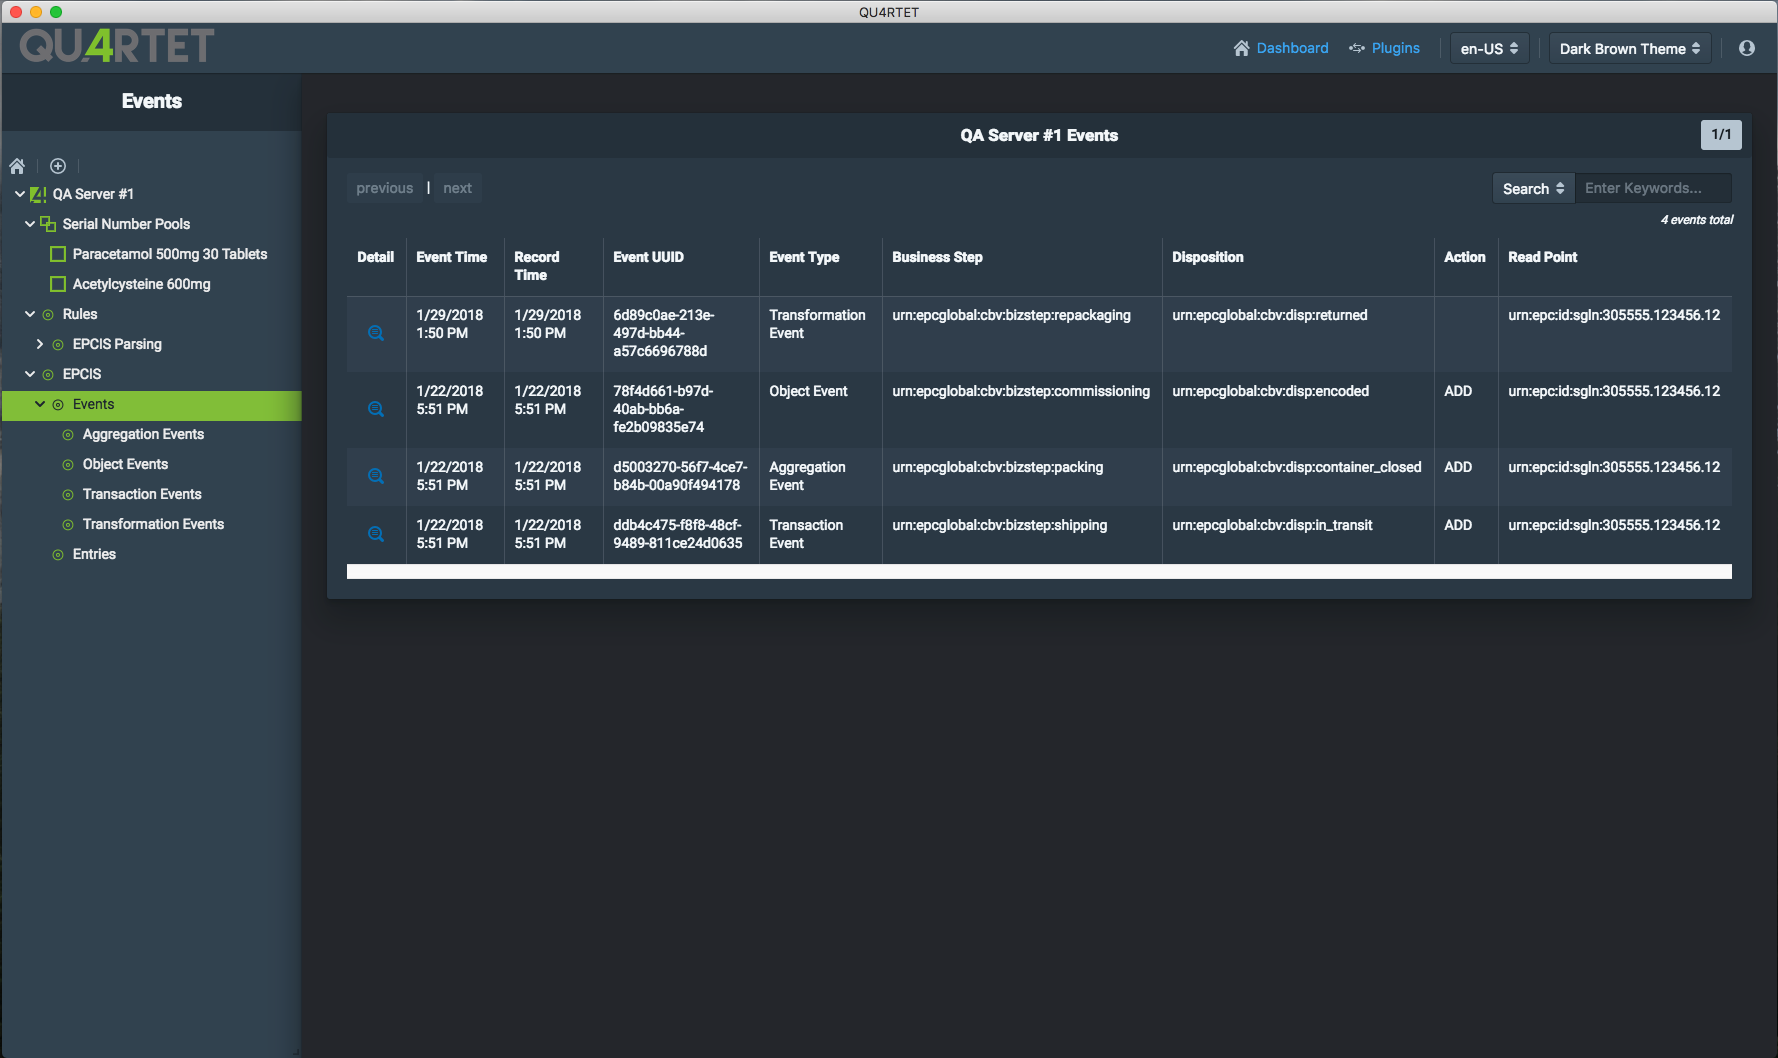 QU4RTET
QU4RTET
Dashboard
Plugins
en-US
Dark Brown Theme
Events
QA Server #1
Serial Number Pools
Paracetamol 500mg 30 Tablets
Acetylcysteine 600mg
Rules
EPCIS Parsing
EPCIS
Events
Aggregation Events
Object Events
Transaction Events
Transformation Events
Entries
QA Server #1 Events
1/1
previous | next
Search
Enter Keywords...
4 events total
Detail
Event Time
Record
Time
Event UUID
Event Type
Business Step
Disposition
Action
Read Point
1/29/2018
1:50 PM
1/29/2018
1:50 PM
6d89c0ae-213e-
497d-bb44-
a57c6696788d
Transformation
Event
urn:epcglobal:cbv:bizstep:repackaging
urn:epcglobal:cbv:disp:returned
urn:epc:id:sgln:305555.123456.12
1/22/2018
5:51 PM
1/22/2018
5:51 PM
78f4d661-b97d-
40ab-bb6a-
fe2b09835e74
Object Event
urn:epcglobal:cbv:bizstep:commissioning
urn:epcglobal:cbv:disp:encoded
ADD
urn:epc:id:sgln:305555.123456.12
1/22/2018
5:51 PM
1/22/2018
5:51 PM
d5003270-56f7-4ce7-
b84b-00a90f494178
Aggregation
Event
urn:epcglobal:cbv:bizstep:packing
urn:epcglobal:cbv:disp:container_closed
ADD
urn:epc:id:sgln:305555.123456.12
1/22/2018
5:51 PM
1/22/2018
5:51 PM
ddb4c475-f8f8-48cf-
9489-811ce24d0635
Transaction
Event
urn:epcglobal:cbv:bizstep:shipping
urn:epcglobal:cbv:disp:in_transit
ADD
urn:epc:id:sgln:305555.123456.12